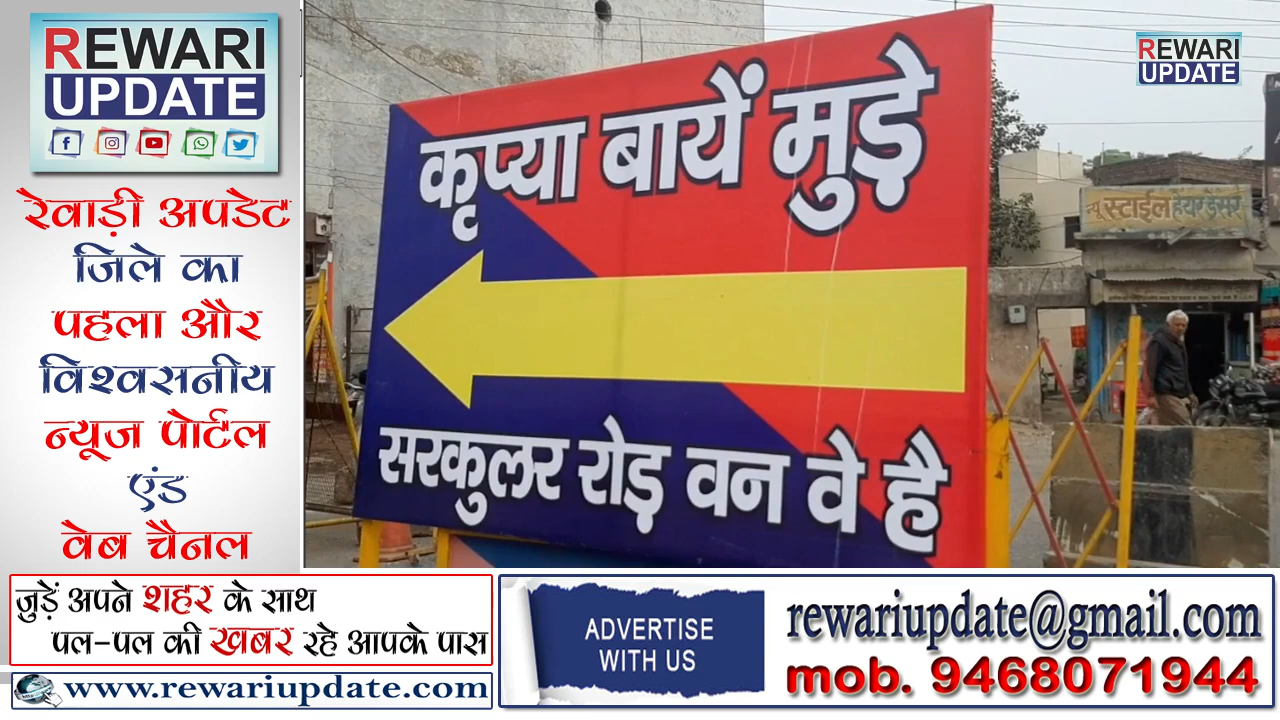 REWARI
UPDATE
रेवाड़ी अपडेट
जिले का
पहला और
विश्वसनीय
न्यूज पोर्टल
एंड
वेब चैनल
कृप्या बायें मुड़े
सरकुलर रोड़ वन वे है
REWARI
UPDATE
न्यू स्टाईल हेयर ड्रेसर
जुड़ें अपने शहर के साथ
पल-पल की खबर रहे आपके पास
www.rewariupdate.com
ADVERTISE
WITH US
rewariupdate@gmail.com
mob. 9468071944